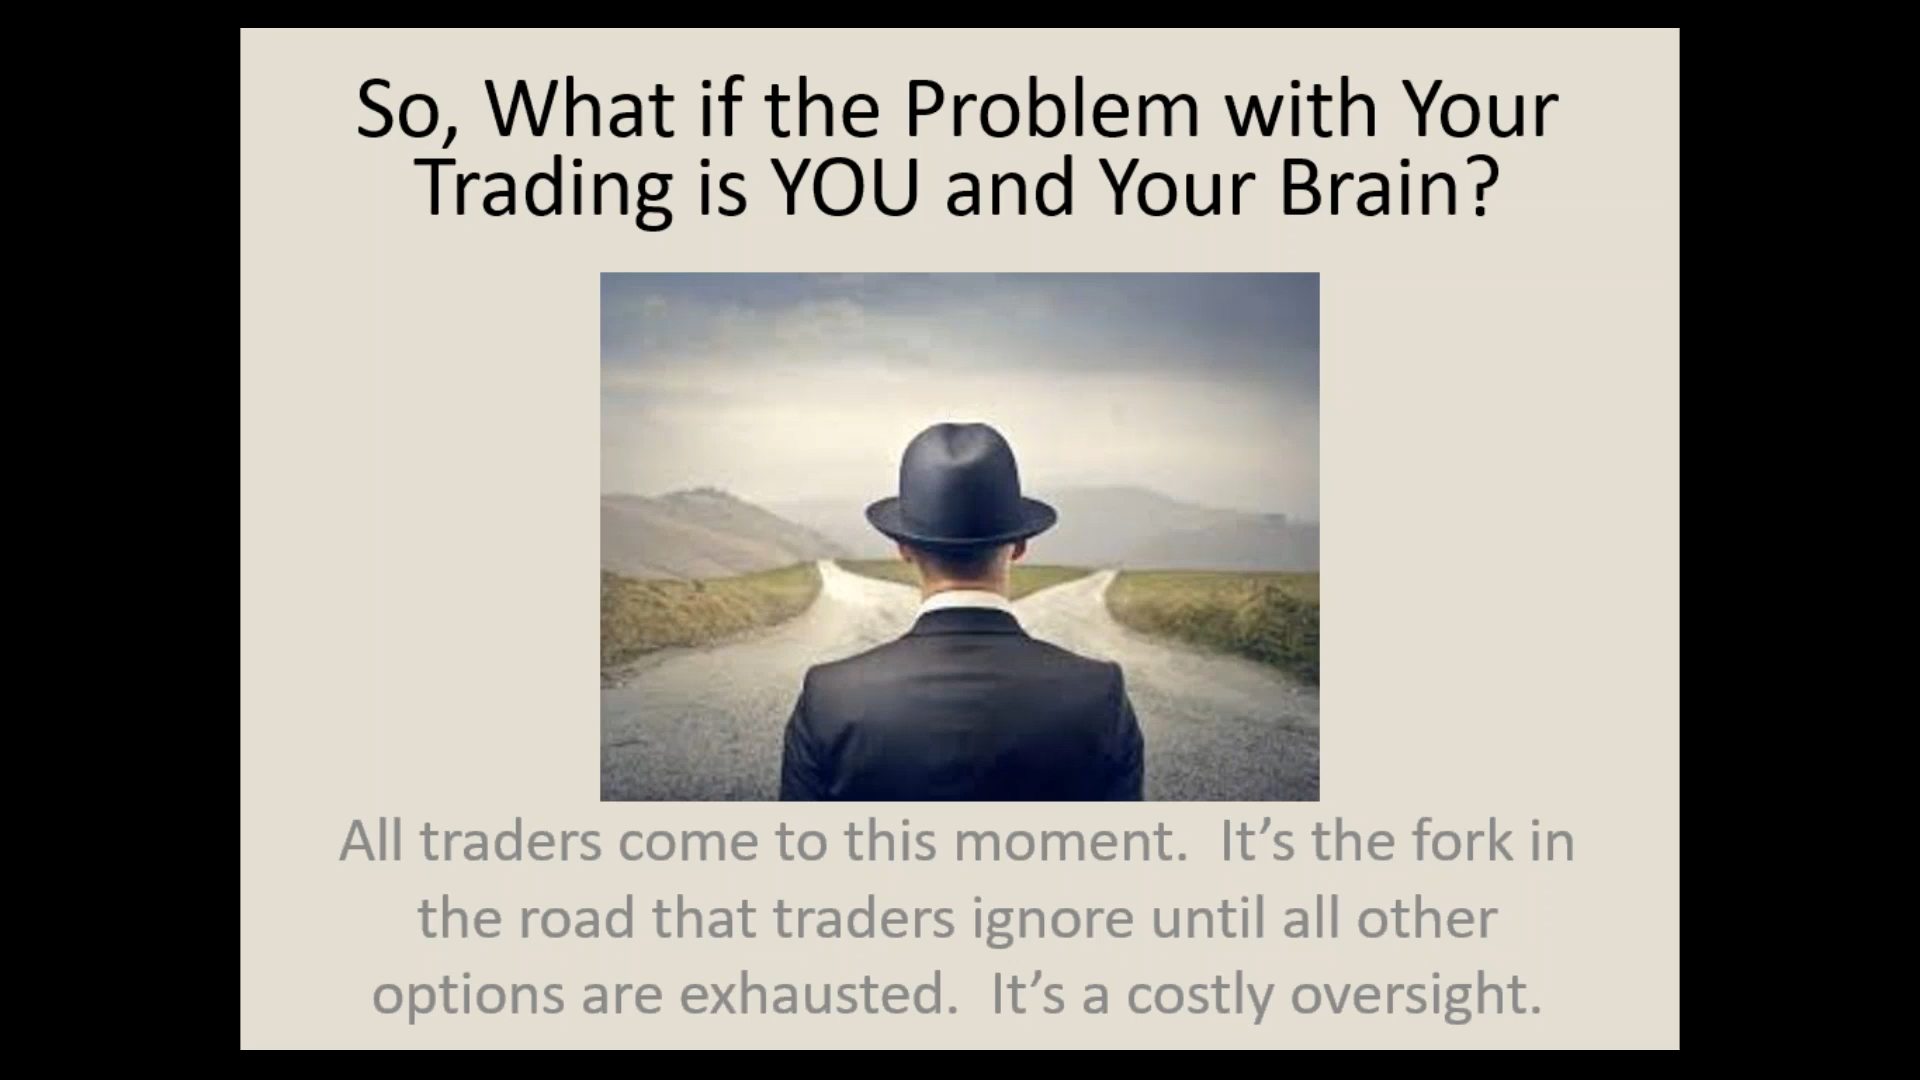 So, What if the Problem with Your
Trading is YOU and Your Brain?
All traders come to this moment.  It’s the fork in
the road that traders ignore until all other
options are exhausted.  It’s a costly oversight.